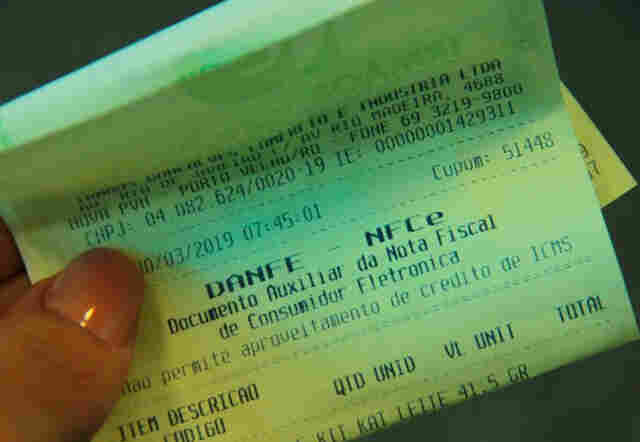 COMERCIO E INDUSTRIA LTDA
AV RIO MADEIRA, 4688
NOVA PVH - PORTO VELHO/RO FONE 69 3219-9800
CNPJ: 04 082 624/0020-19 IE: 00000001429311
/03/2019 07:45:01 Cupom: 51448
DANFE - NFCe
Documento Auxiliar da Nota Fiscal
de Consumidor Eletronica
nao permite aproveitamento de credito de ICMS
ITEM DESCRICAO QTD UNID VL UNIT TOTAL
CODIGO
KIT KAT LEITE 41.5 GR